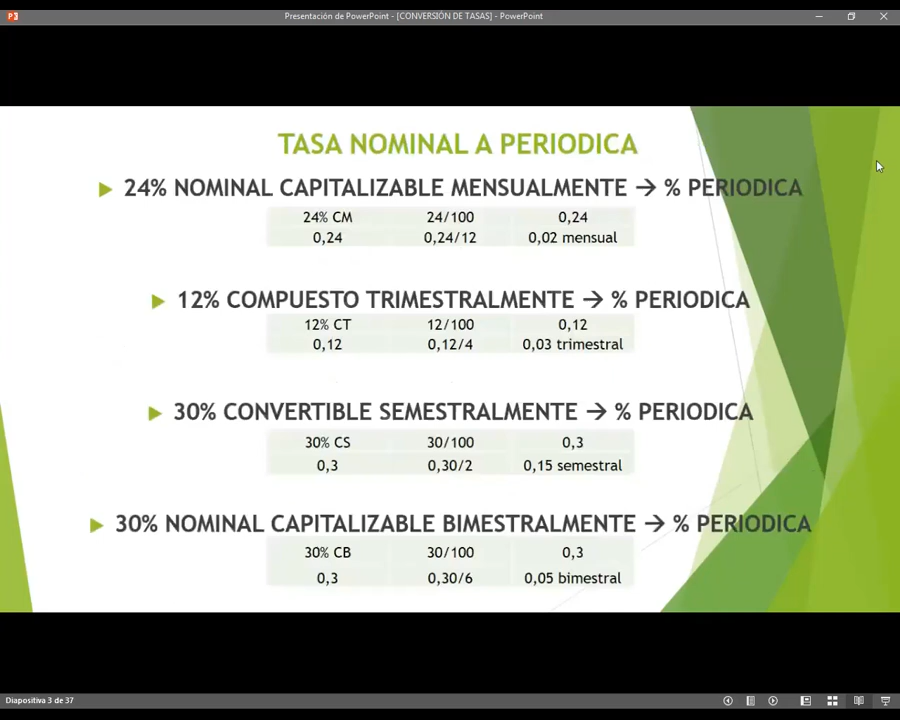 Presentación de PowerPoint - [CONVERSIÓN DE TASAS] - PowerPoint
TASA NOMINAL A PERIODICA
24% NOMINAL CAPITALIZABLE MENSUALMENTE → % PERIODICA
24% CM 24/100 0,24
0,24 0,24/12 0,02 mensual
12% COMPUESTO TRIMESTRALMENTE → % PERIODICA
12% CT 12/100 0,12
0,12 0,12/4 0,03 trimestral
30% CONVERTIBLE SEMESTRALMENTE → % PERIODICA
30% CS 30/100 0,3
0,3 0,30/2 0,15 semestral
30% NOMINAL CAPITALIZABLE BIMESTRALMENTE → % PERIODICA
30% CB 30/100 0,3
0,3 0,30/6 0,05 bimestral
Diapositiva 3 de 37